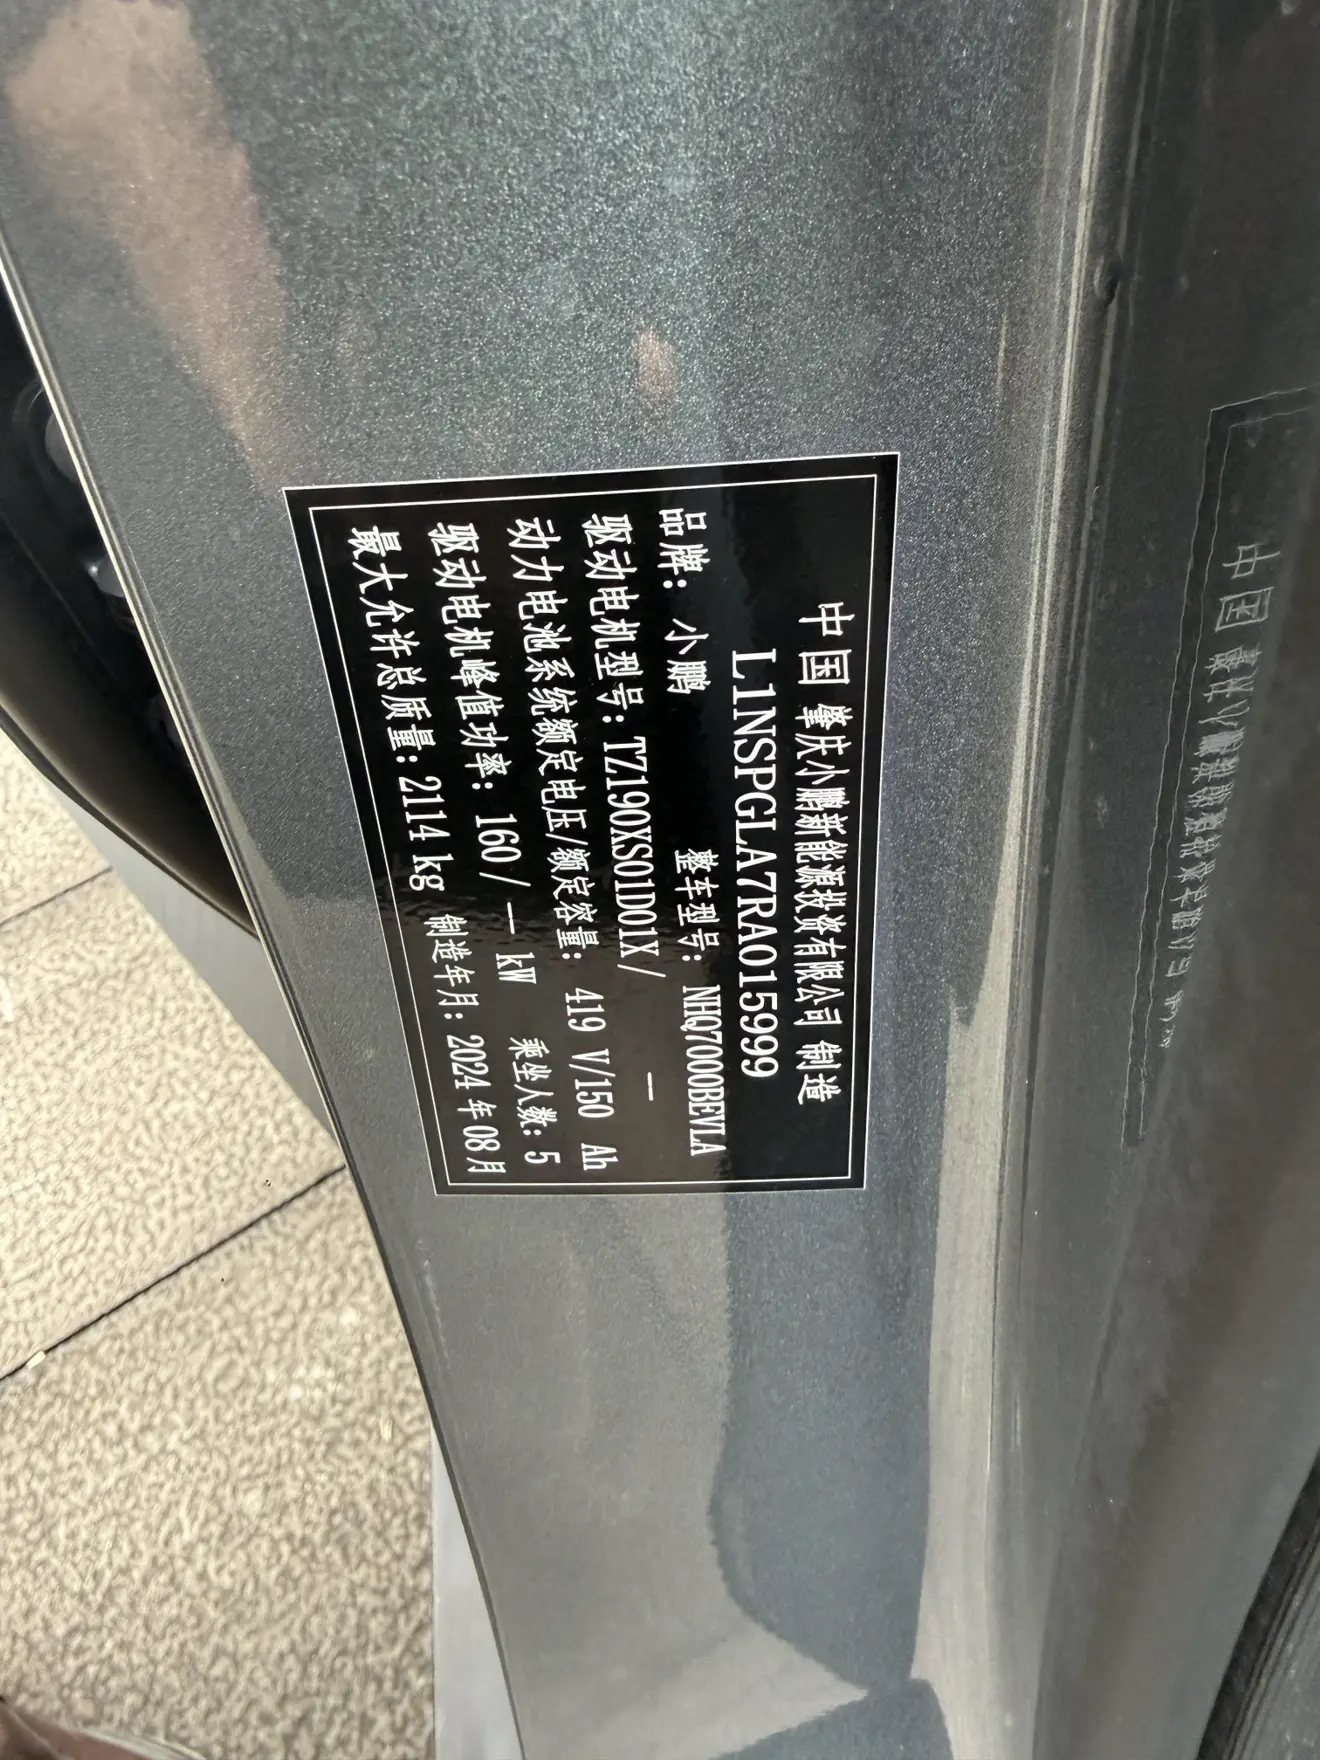 中国 肇庆小鹏新能源投资有限公司 制造
L1NSPGLA7RA015999
品牌: 小鹏 整车型号: NHQ7000BEVLA
驱动电机型号: TZ190XS01D01X/ —
动力电池系统额定电压/额定容量: 419 V/150 Ah
驱动电机峰值功率: 160/ — kW 乘坐人数: 5
最大允许总质量: 2114 kg 制造年月: 2024 年 08月
中国